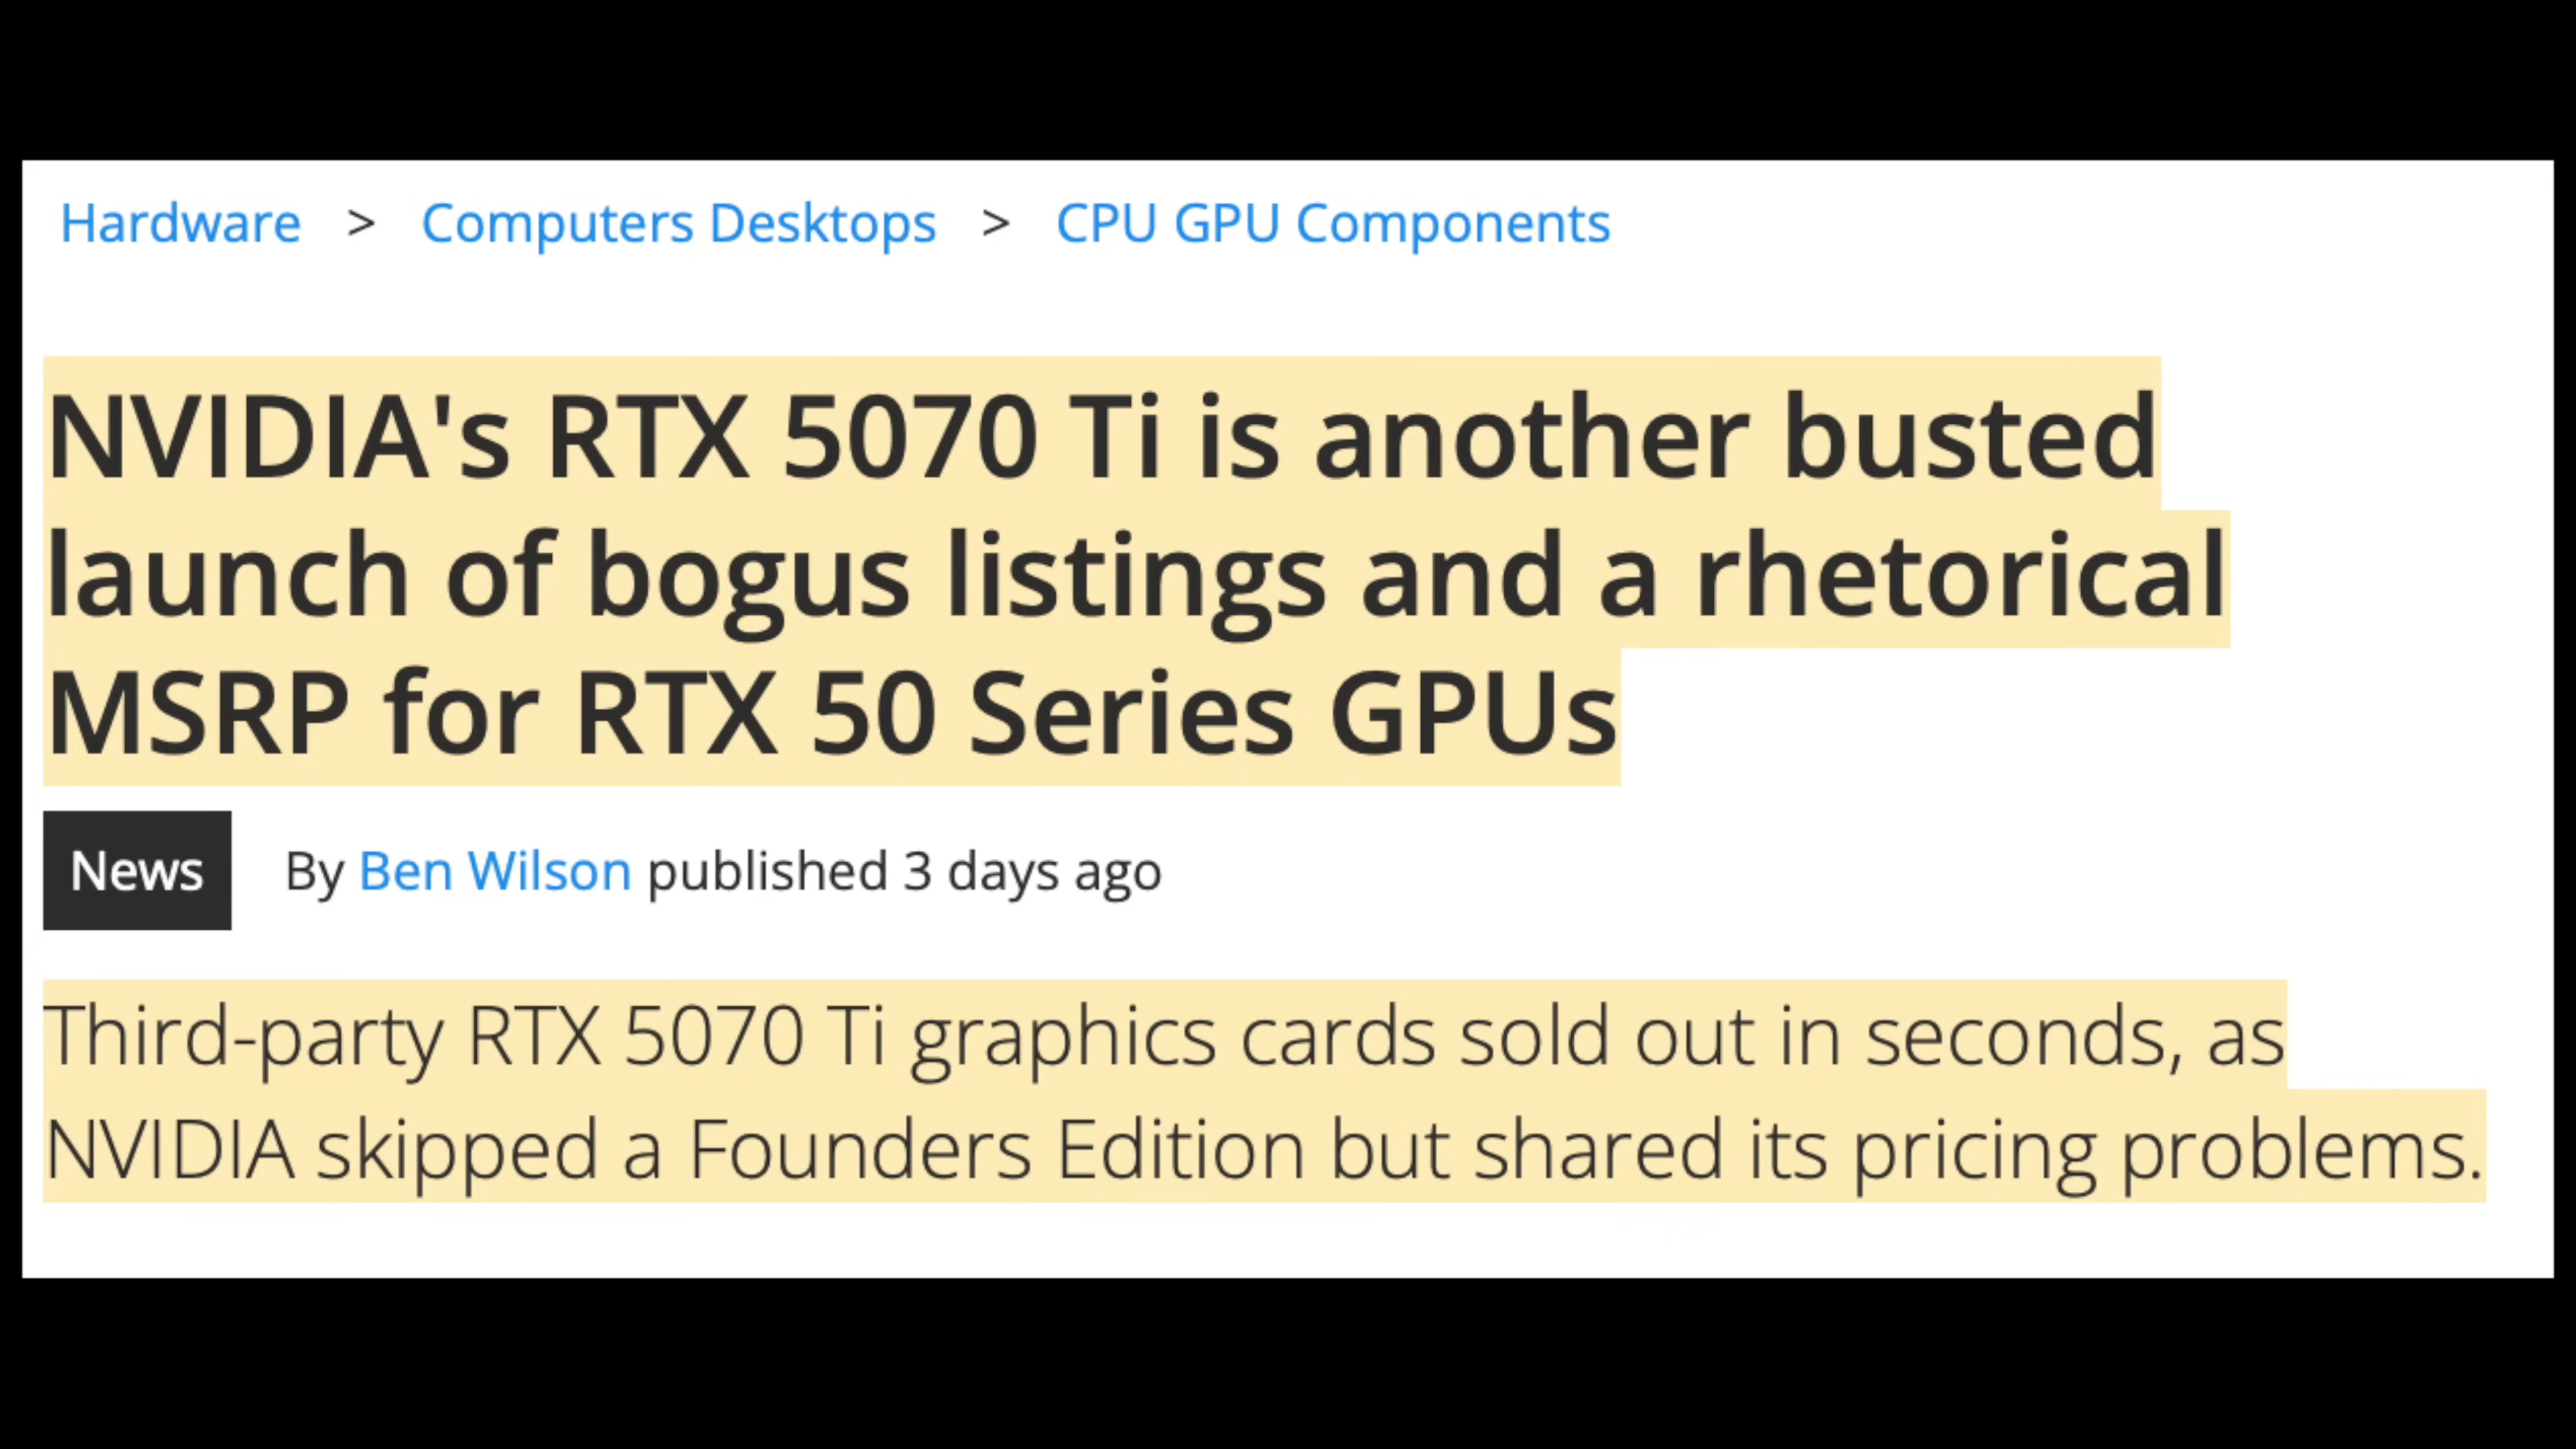 Hardware > Computers Desktops > CPU GPU Components
NVIDIA's RTX 5070 Ti is another busted
launch of bogus listings and a rhetorical
MSRP for RTX 50 Series GPUs
News By Ben Wilson published 3 days ago
Third-party RTX 5070 Ti graphics cards sold out in seconds, as
NVIDIA skipped a Founders Edition but shared its pricing problems.